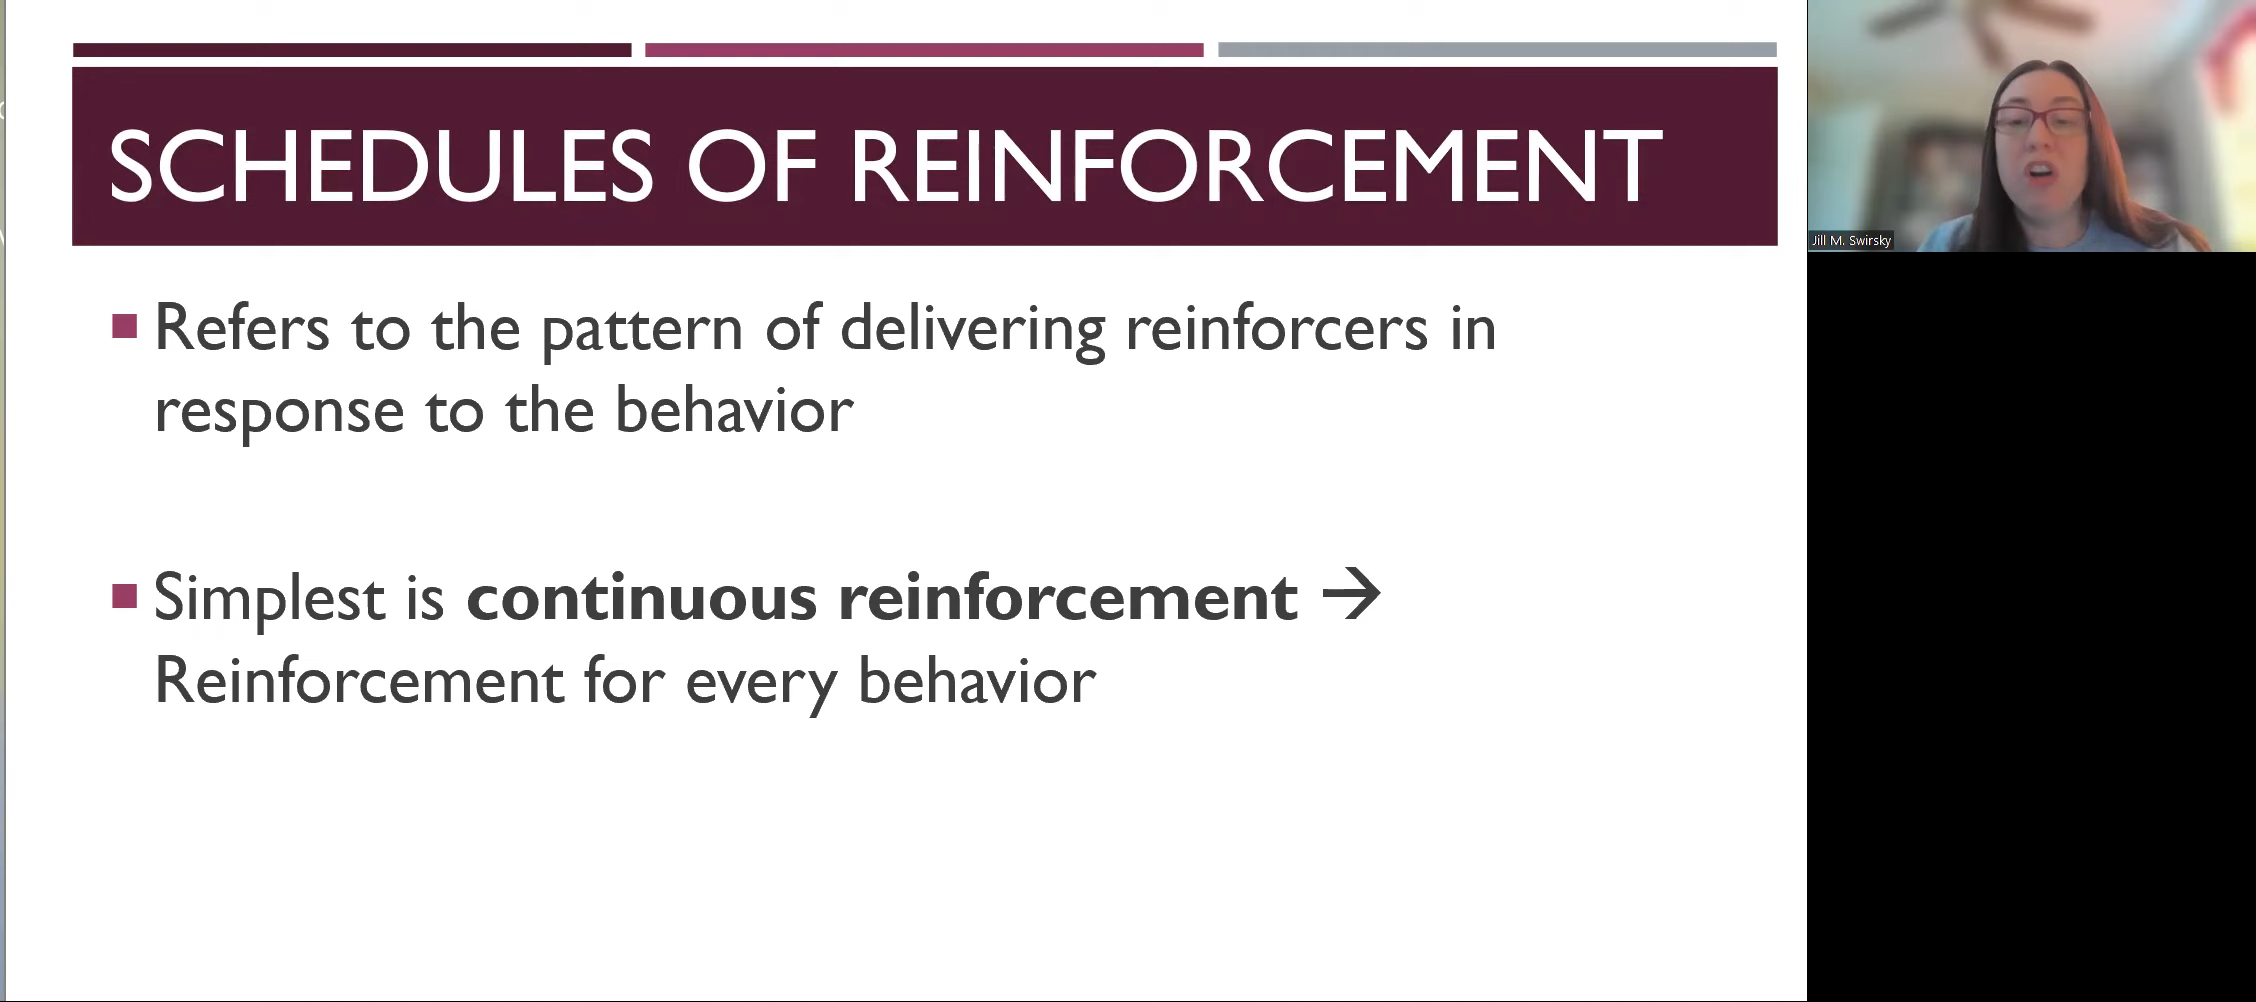 SCHEDULES OF REINFORCEMENT
Refers to the pattern of delivering reinforcers in
response to the behavior
Simplest is continuous reinforcement →
Reinforcement for every behavior
Jill M. Swirsky